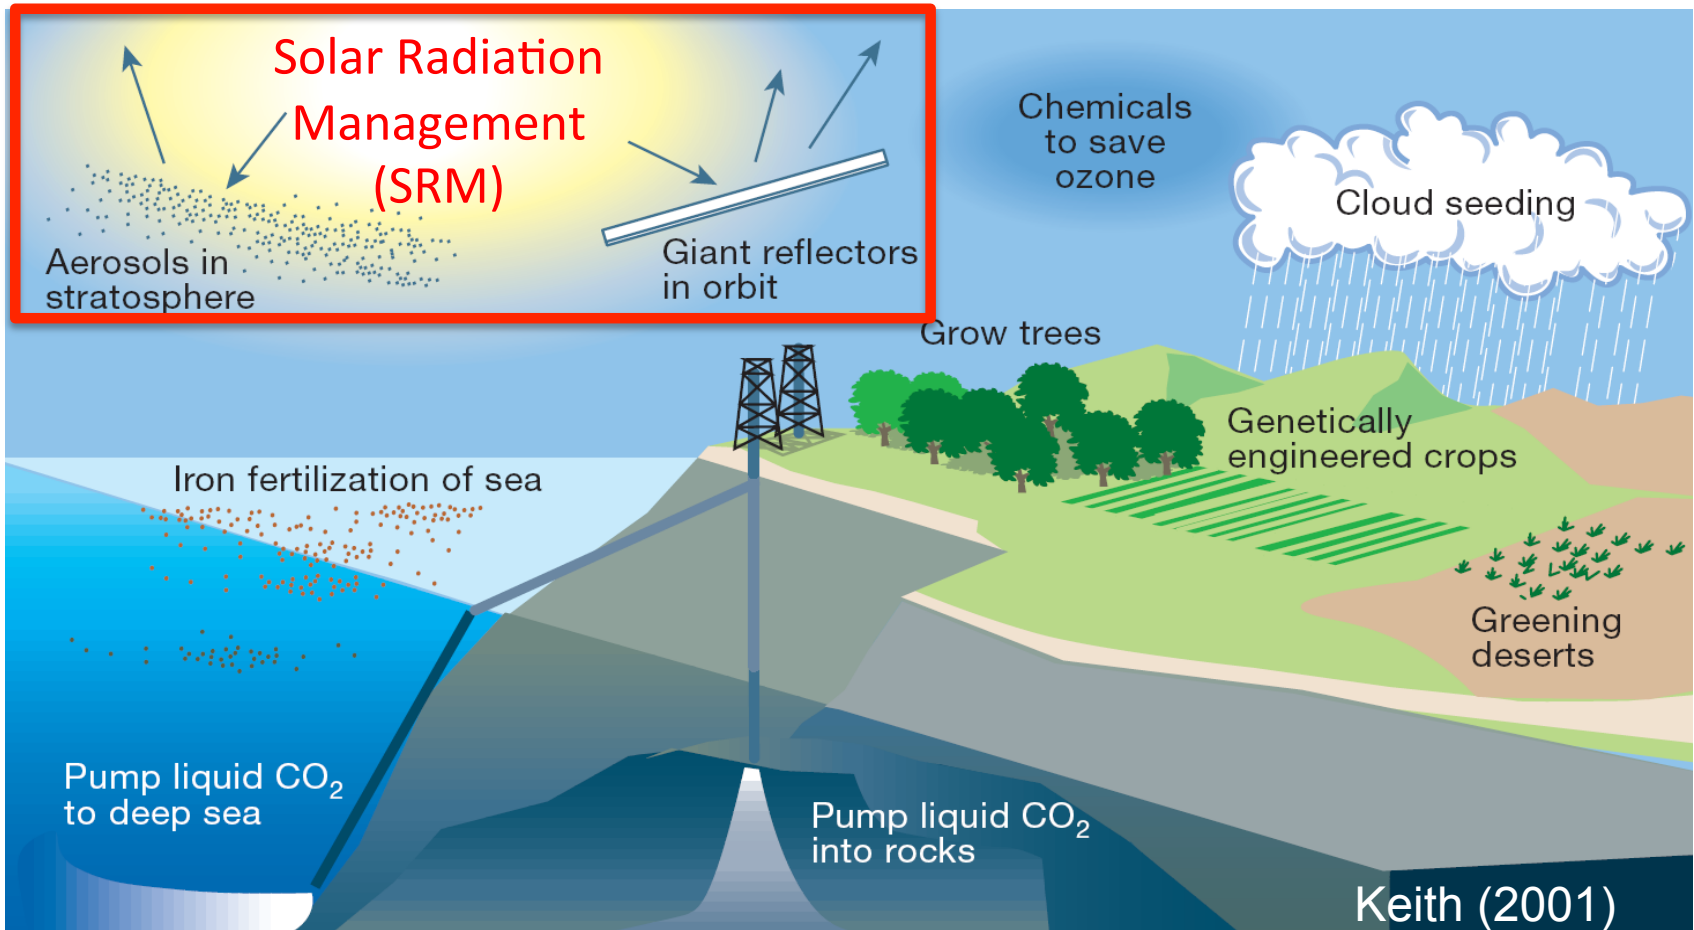 Solar Radiation
Management
(SRM)
Aerosols in
stratosphere
Giant reflectors
in orbit
Chemicals
to save
ozone
Cloud seeding
Grow trees
Genetically
engineered crops
Iron fertilization of sea
Greening
deserts
Pump liquid CO₂
to deep sea
Pump liquid CO₂
into rocks
Keith (2001)